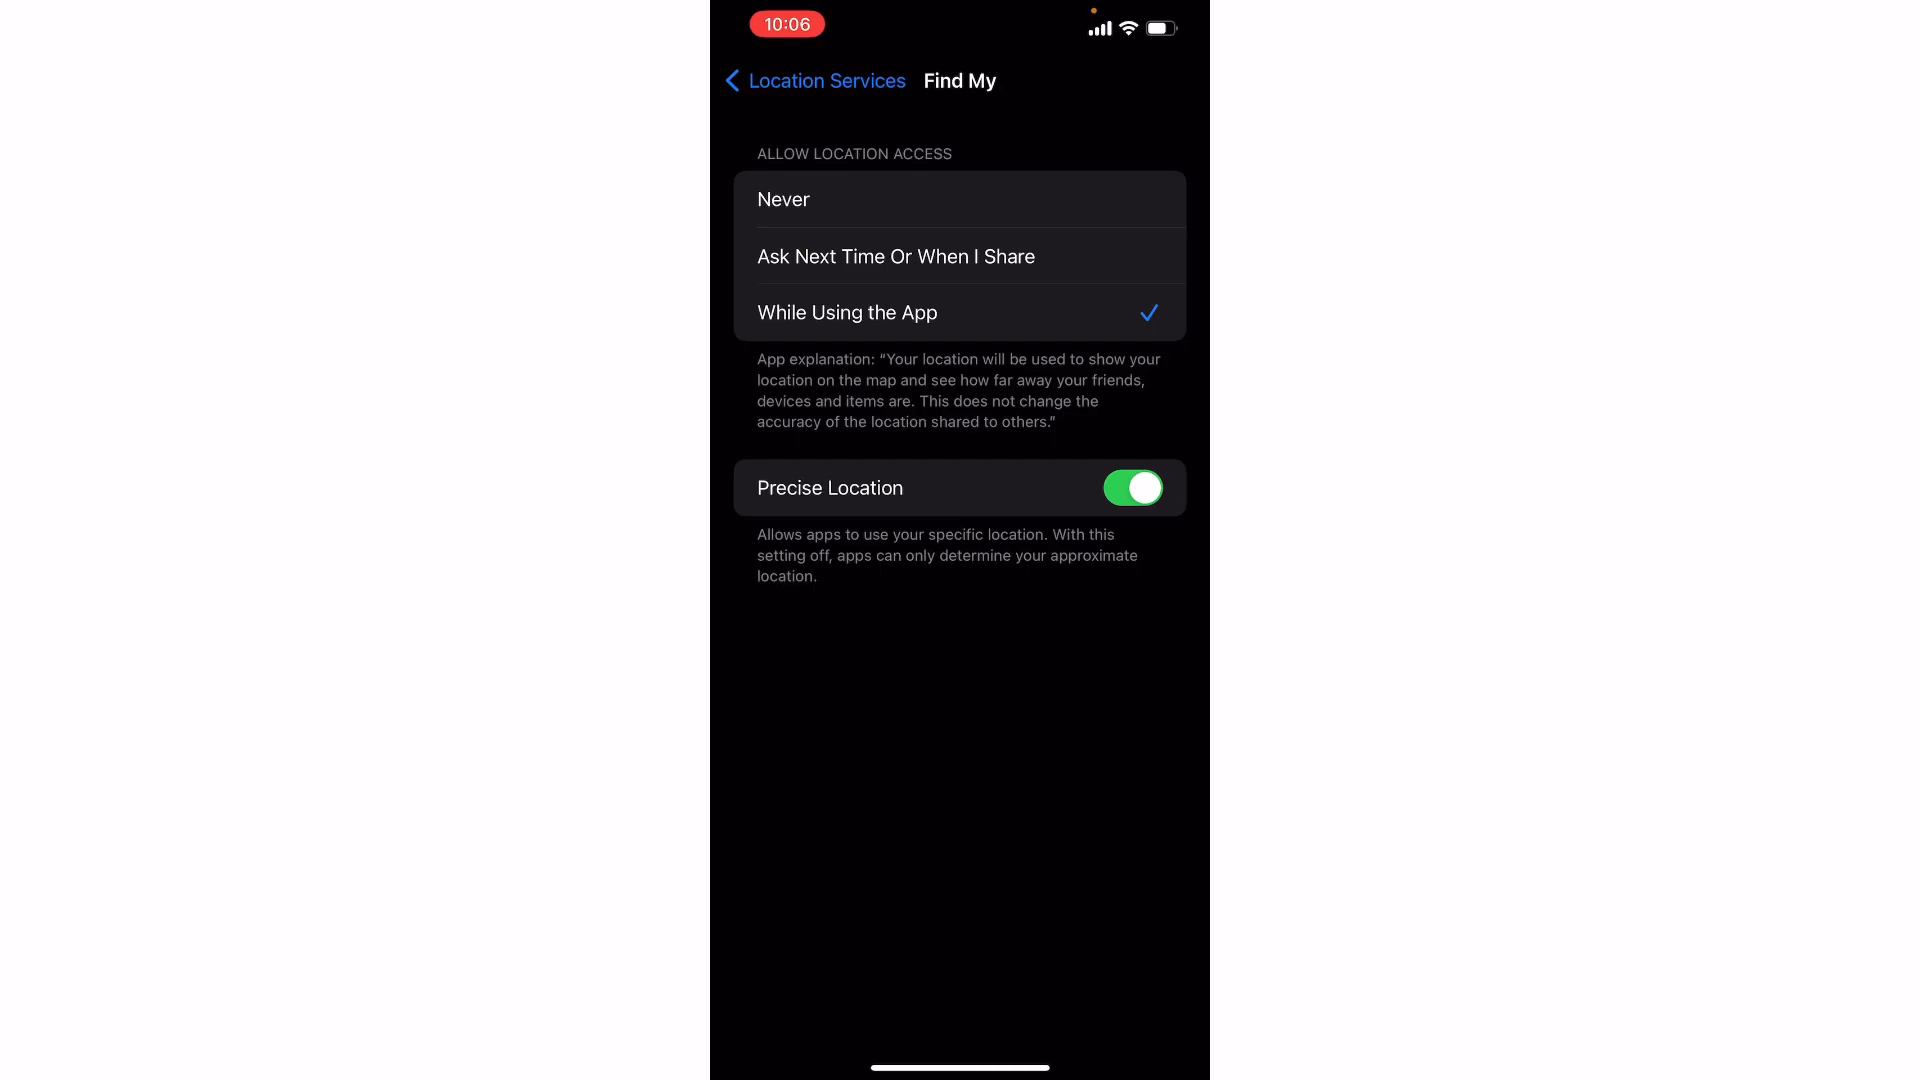 10:06
Location Services Find My
ALLOW LOCATION ACCESS
Never
Ask Next Time Or When I Share
While Using the App
App explanation: “Your location will be used to show your
location on the map and see how far away your friends,
devices and items are. This does not change the
accuracy of the location shared to others.”
Precise Location
Allows apps to use your specific location. With this
setting off, apps can only determine your approximate
location.